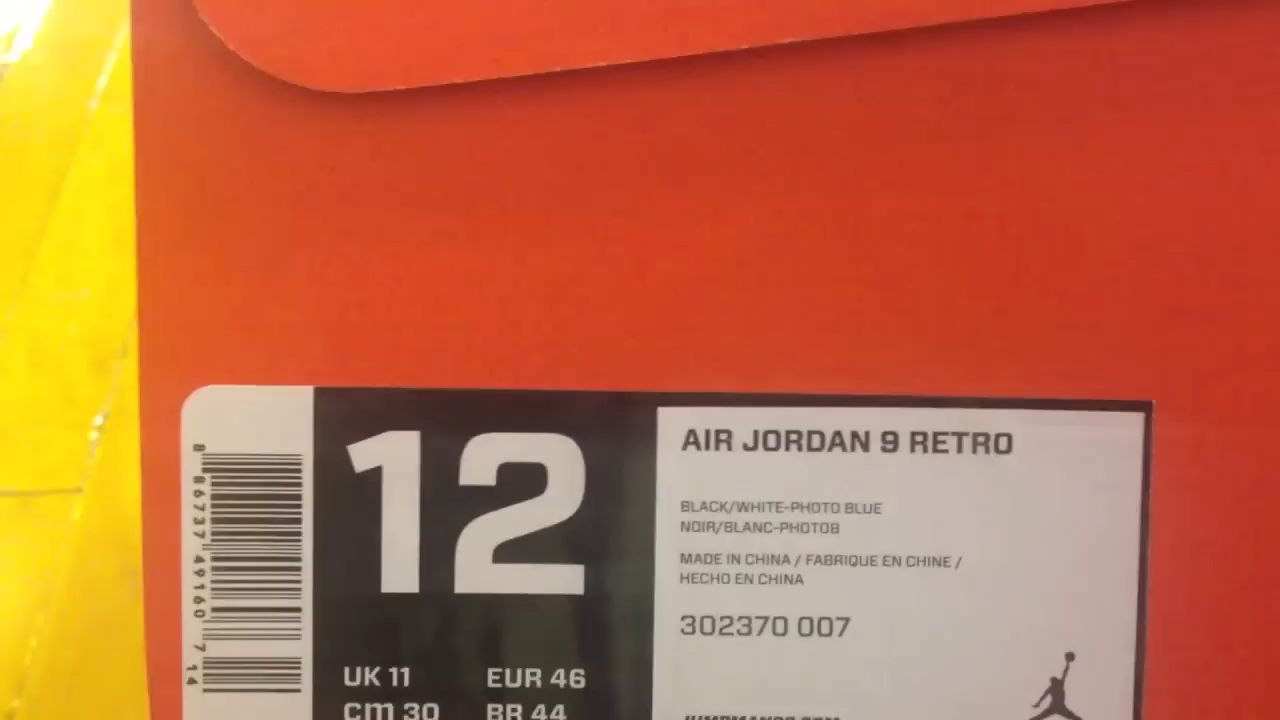 8 86737 49160 7 14
12
UK 11 EUR 46
cm 30 BR 44
AIR JORDAN 9 RETRO
BLACK/WHITE-PHOTO BLUE
NOIR/BLANC-PHOTOB
MADE IN CHINA / FABRIQUE EN CHINE /
HECHO EN CHINA
302370 007